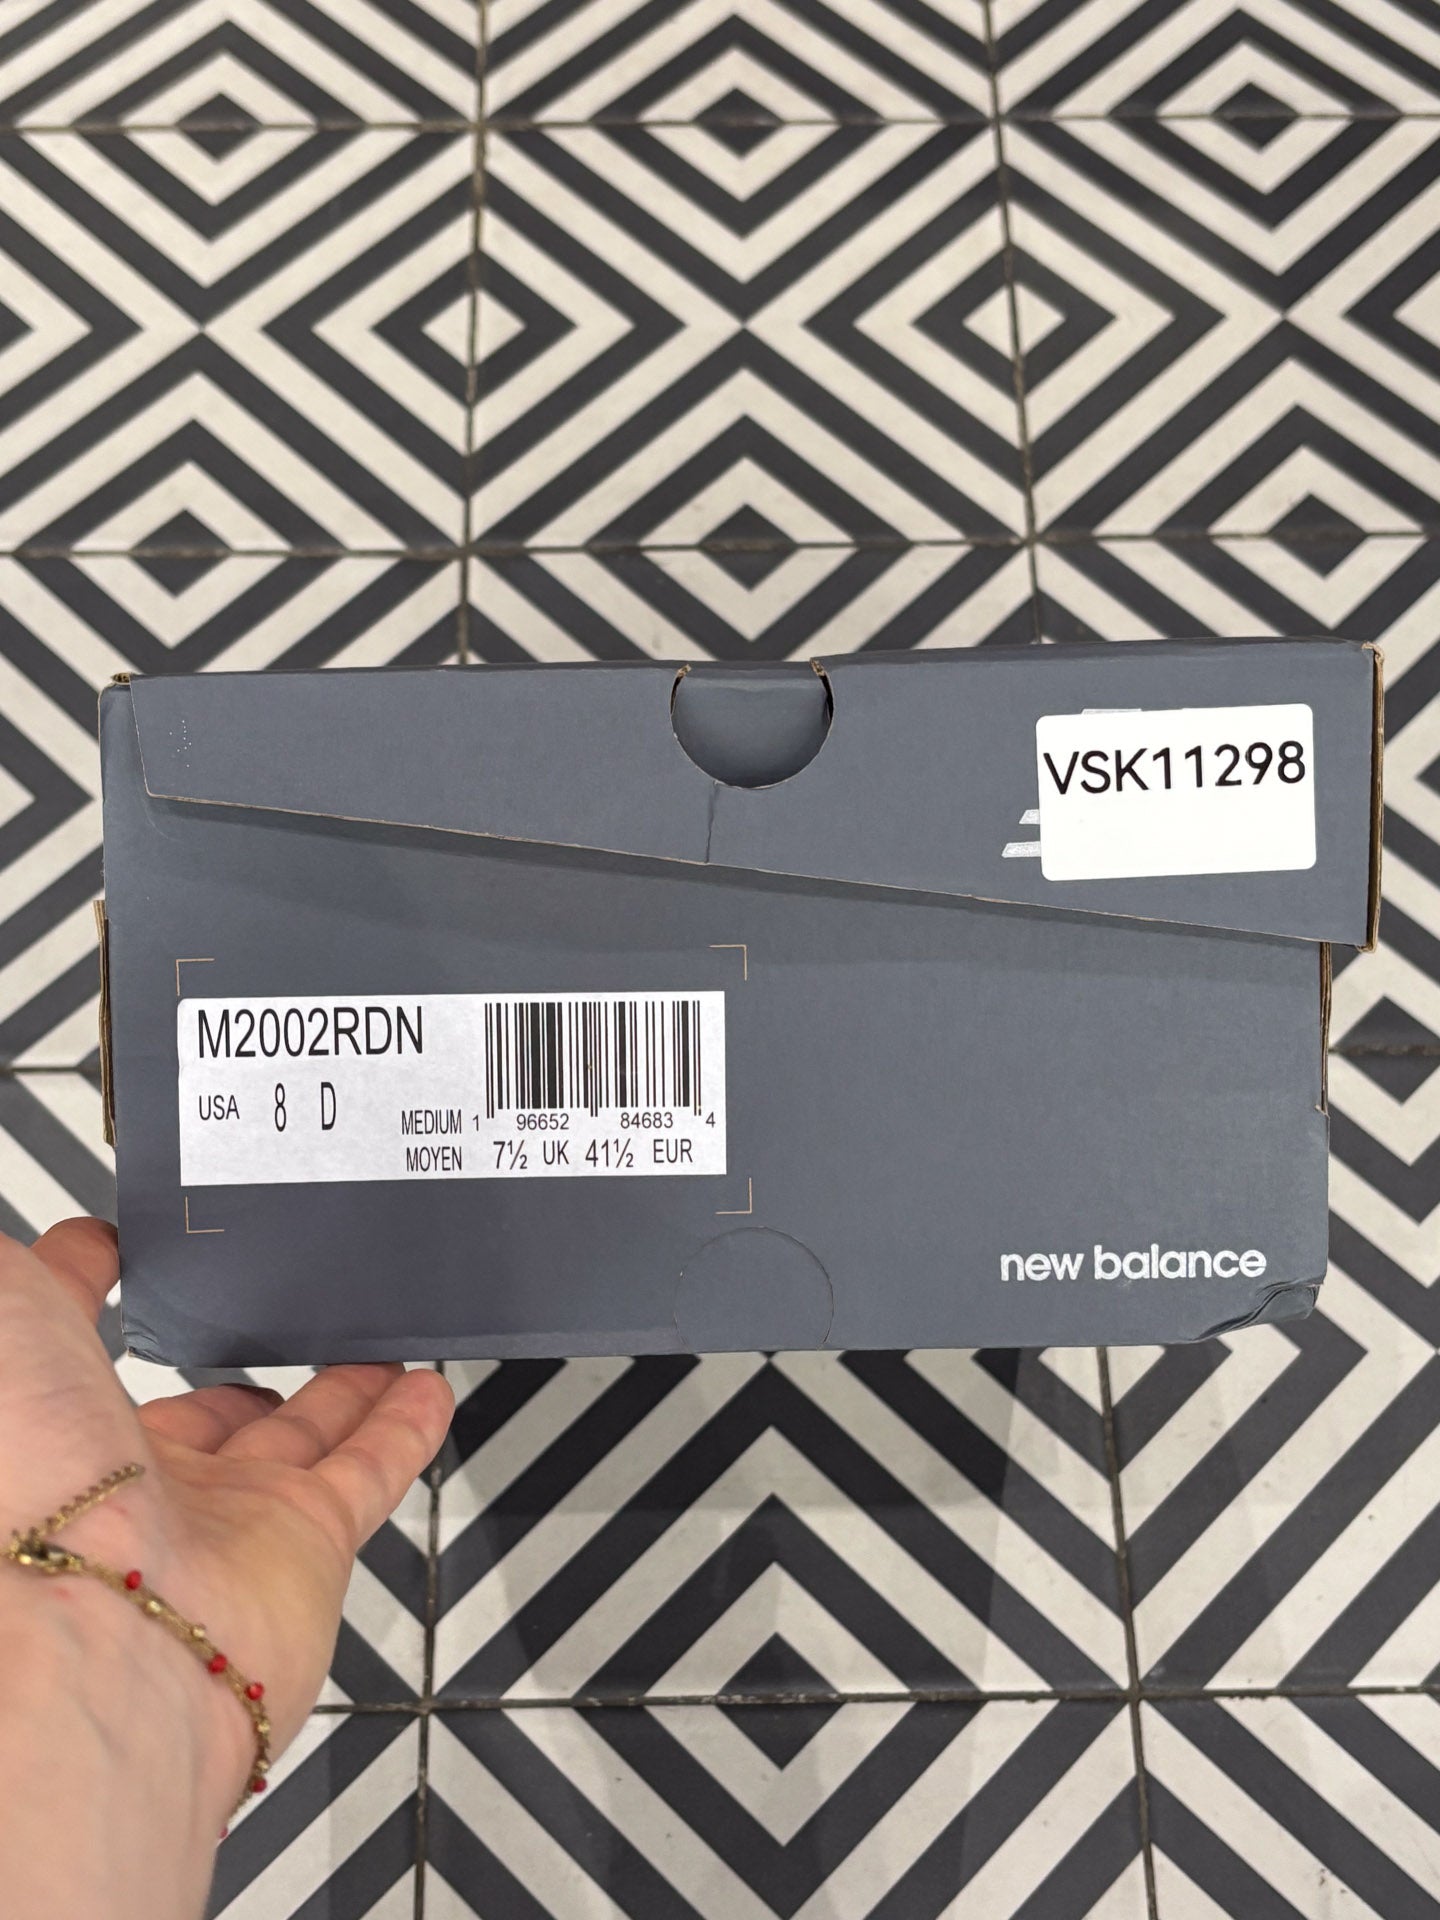 VSK11298
M2002RDN
USA 8 D
MEDIUM 1 96652 84683 4
MOYEN 7½ UK 41½ EUR
new balance